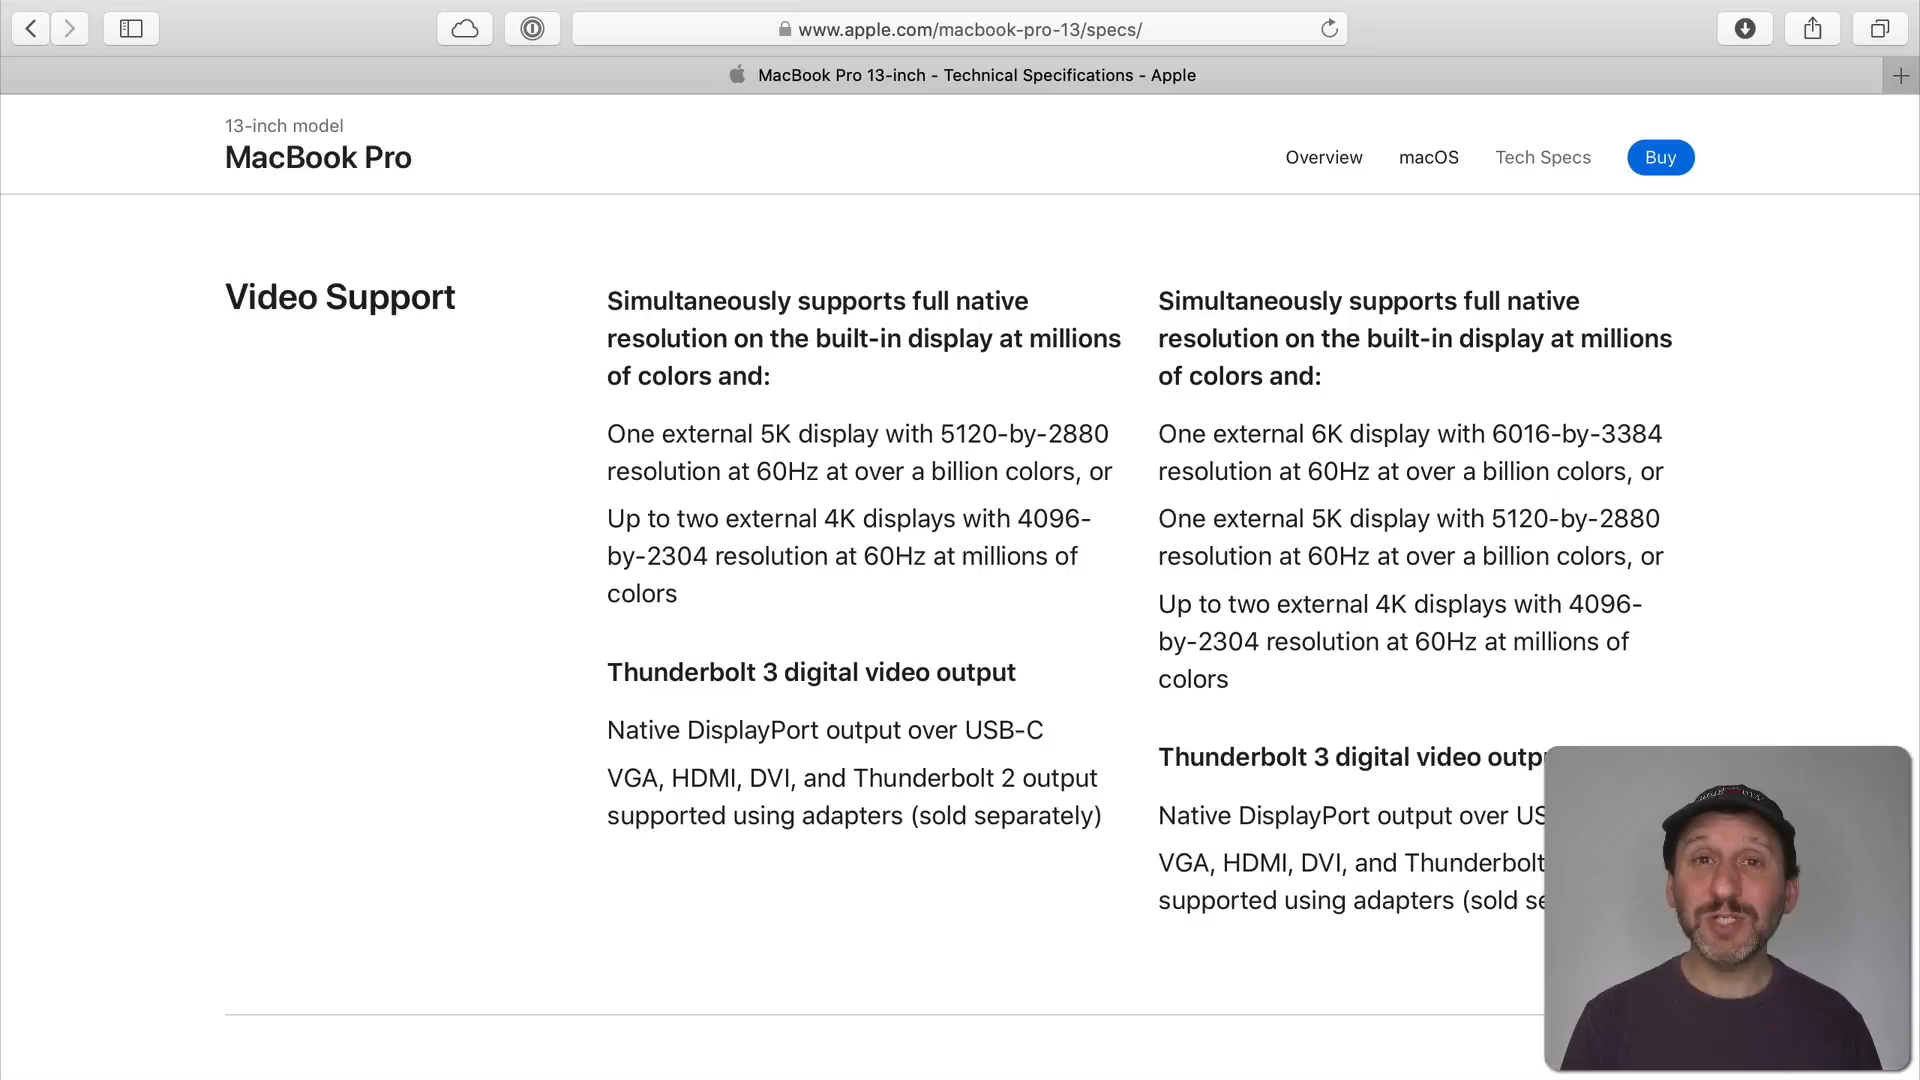 www.apple.com/macbook-pro-13/specs/
MacBook Pro 13-inch - Technical Specifications - Apple
13-inch model
MacBook Pro
Overview
macOS
Tech Specs
Buy
Video Support
Simultaneously supports full native
resolution on the built-in display at millions
of colors and:
One external 5K display with 5120-by-2880
resolution at 60Hz at over a billion colors, or
Up to two external 4K displays with 4096-
by-2304 resolution at 60Hz at millions of
colors
Thunderbolt 3 digital video output
Native DisplayPort output over USB-C
VGA, HDMI, DVI, and Thunderbolt 2 output
supported using adapters (sold separately)
Simultaneously supports full native
resolution on the built-in display at millions
of colors and:
One external 6K display with 6016-by-3384
resolution at 60Hz at over a billion colors, or
One external 5K display with 5120-by-2880
resolution at 60Hz at over a billion colors, or
Up to two external 4K displays with 4096-
by-2304 resolution at 60Hz at millions of
colors
Thunderbolt 3 digital video
Native DisplayPort output over
VGA, HDMI, DVI, and Thunderbolt
supported using adapters (sold